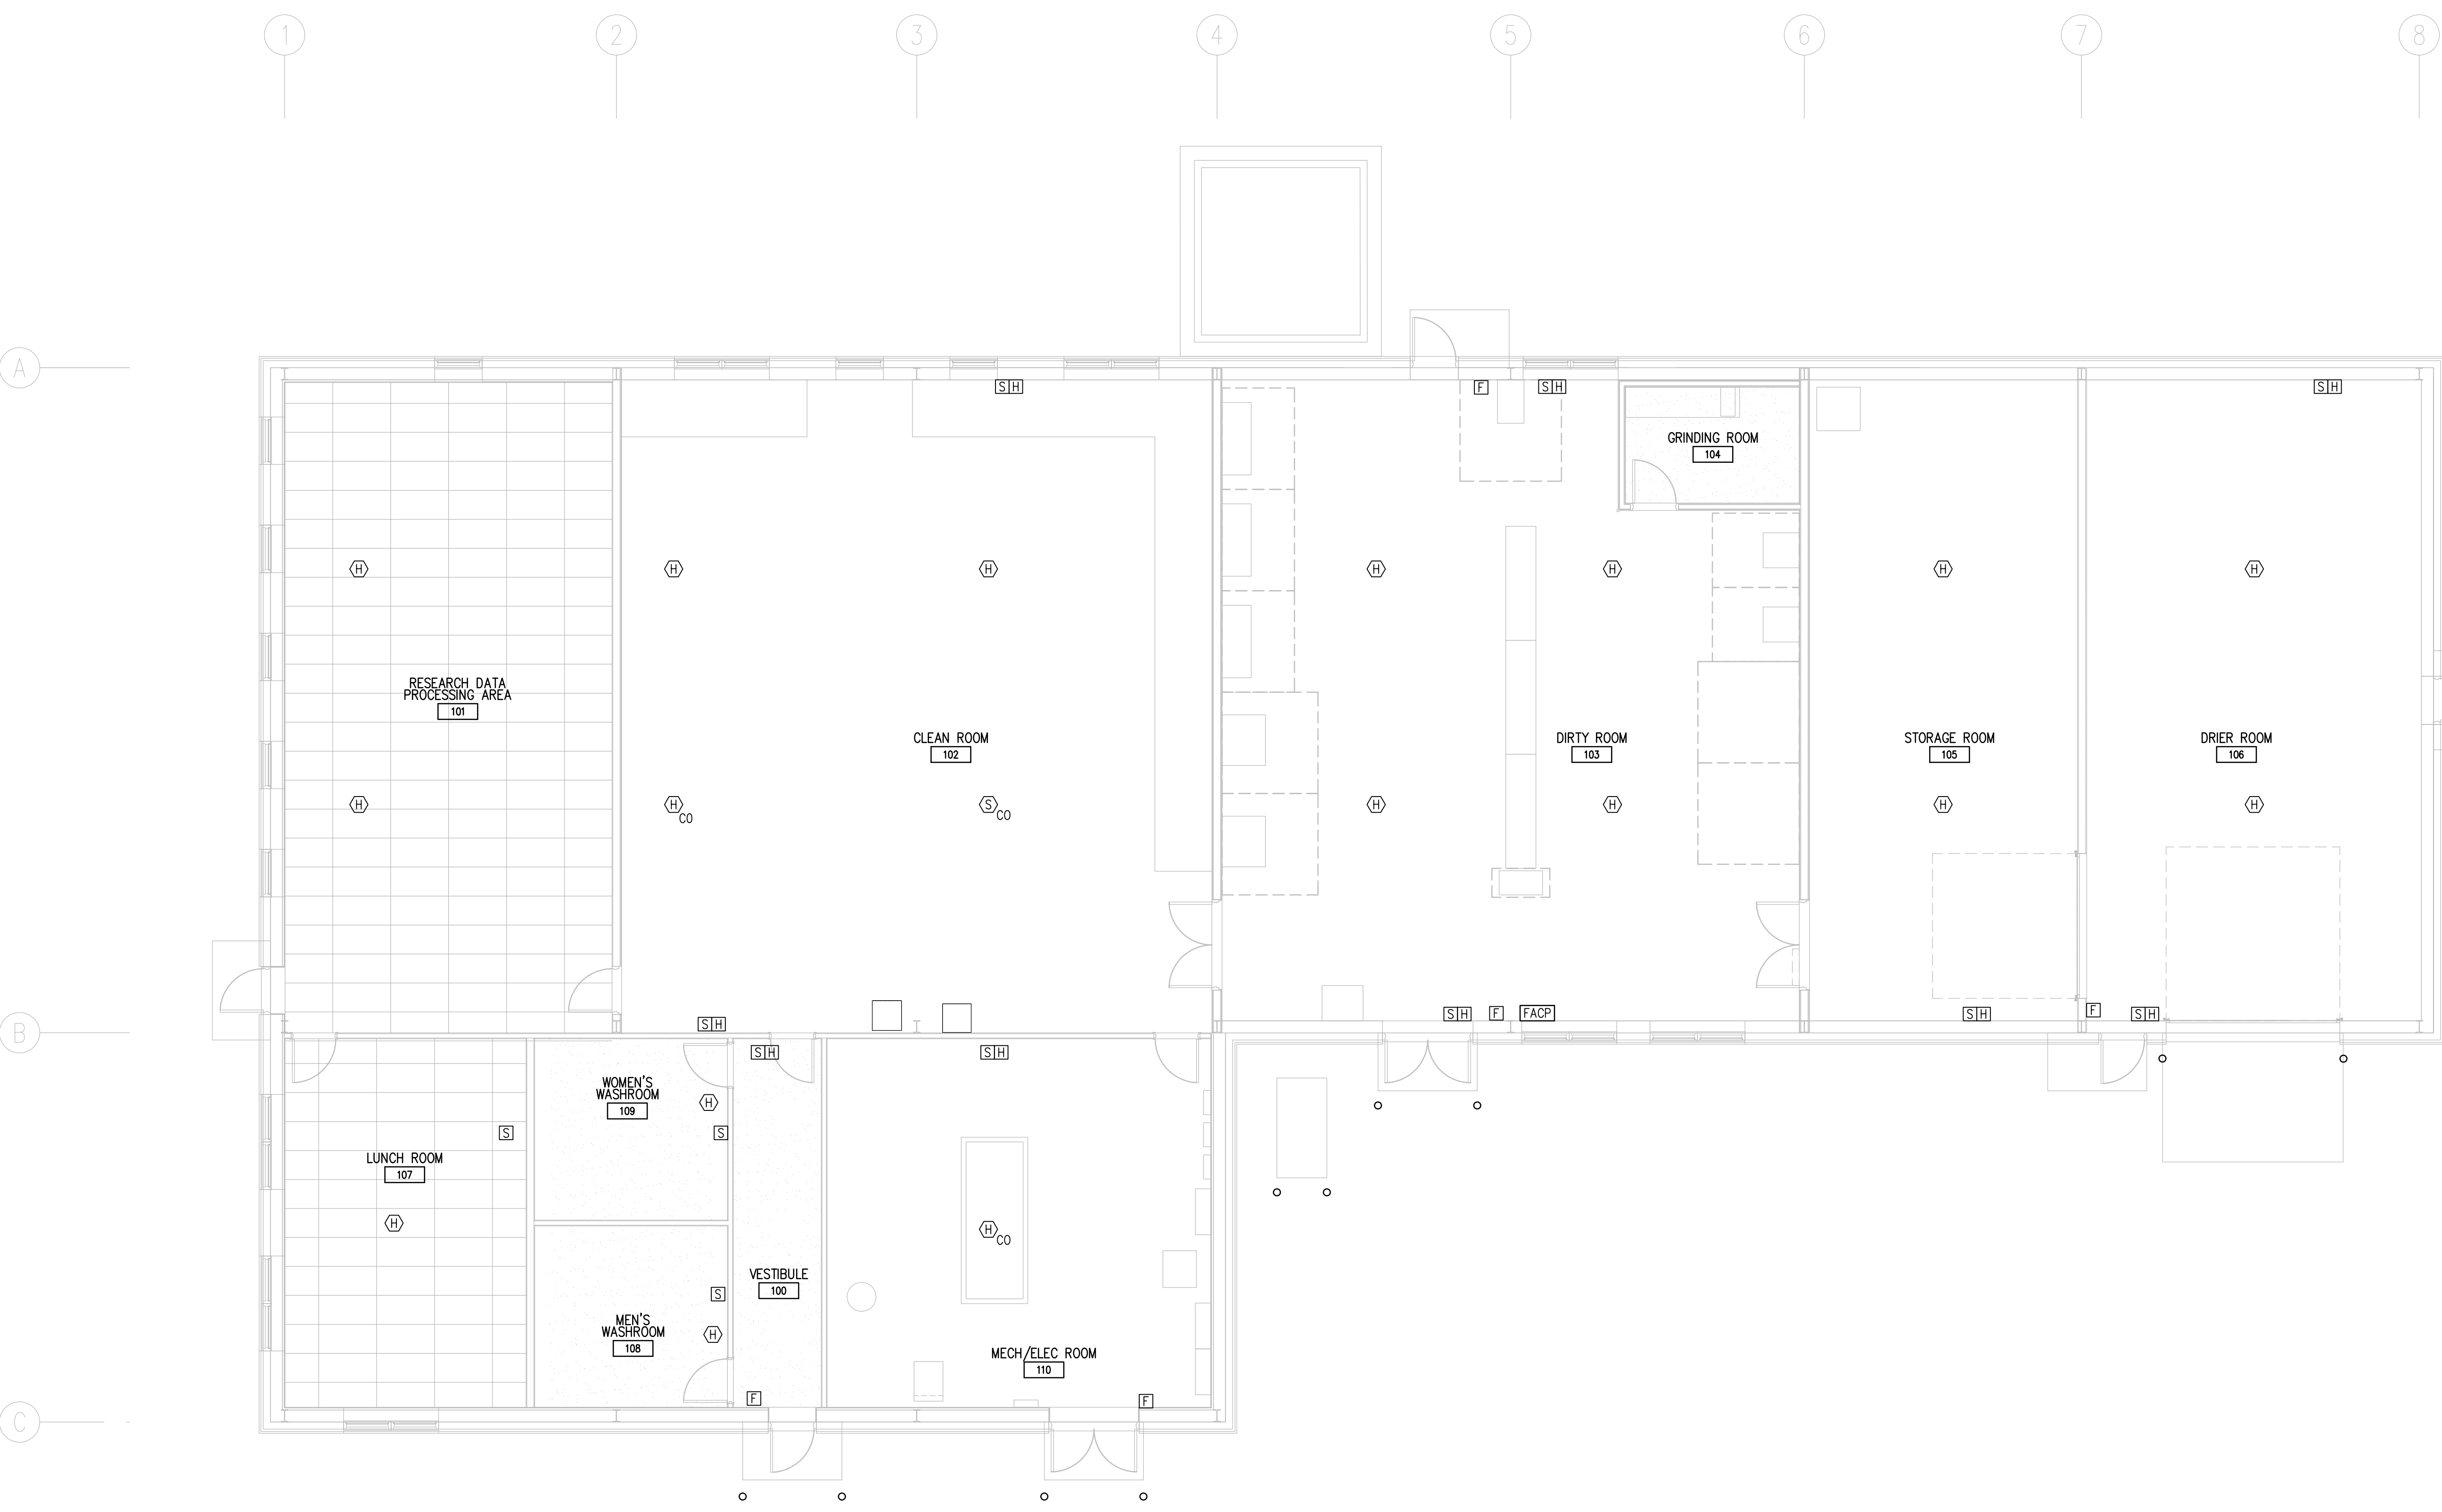 1 2 3 4 5 6 7 8
A
S H F S H S H
GRINDING ROOM
104
H H H H H H H
RESEARCH DATA
PROCESSING AREA
101
CLEAN ROOM
102
DIRTY ROOM
103
STORAGE ROOM
105
DRIER ROOM
106
H H S H H H H
CO CO
B
S H S H F FACP S H F S H
S H S H
WOMEN'S
WASHROOM
109
H
S S
LUNCH ROOM
107
H H
CO
VESTIBULE
100
S
MEN'S
WASHROOM
108
H
MECH/ELEC ROOM
110
F F
C